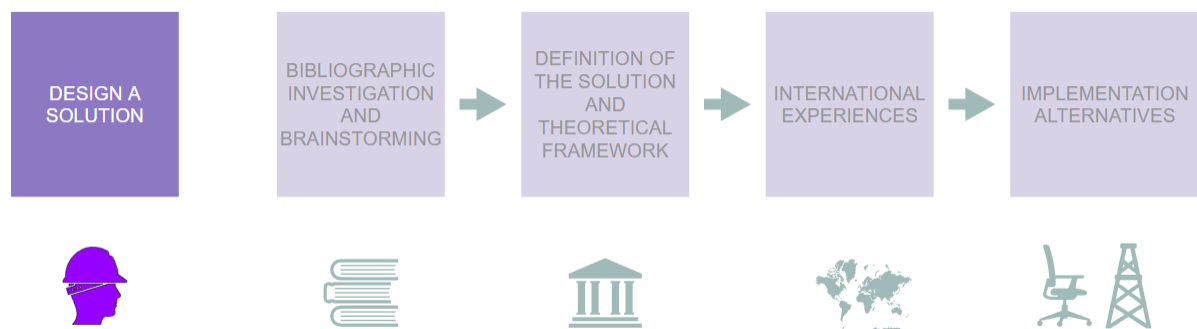 DESIGN A
SOLUTION
BIBLIOGRAPHIC
INVESTIGATION
AND
BRAINSTORMING
DEFINITION OF
THE SOLUTION
AND
THEORETICAL
FRAMEWORK
INTERNATIONAL
EXPERIENCES
IMPLEMENTATION
ALTERNATIVES